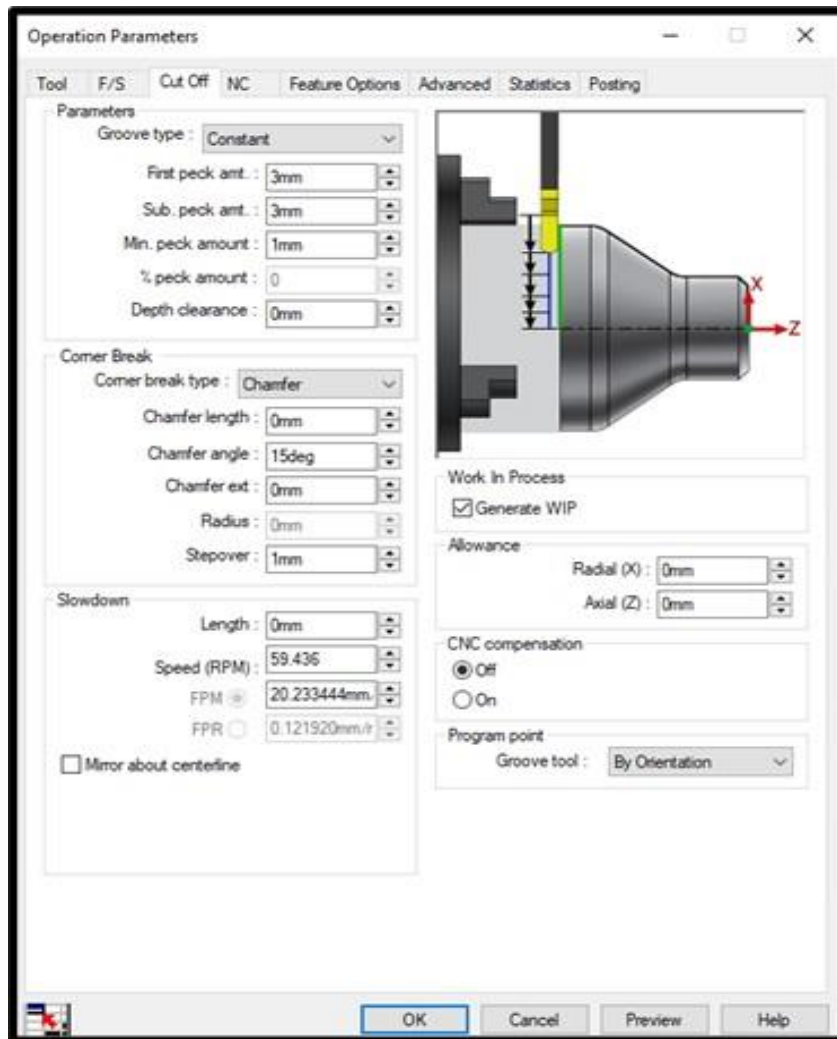 Operation Parameters
Tool F/S Cut Off NC Feature Options Advanced Statistics Posting
Parameters
Groove type : Constant
First peck amt. : 3mm
Sub. peck amt. : 3mm
Min. peck amount : 1mm
% peck amount : 0
Depth clearance : 0mm
Corner Break
Corner break type : Chamfer
Chamfer length : 0mm
Chamfer angle : 15deg
Chamfer ext : 0mm
Radius : 0mm
Stepover : 1mm
Slowdown
Length : 0mm
Speed (RPM) : 59.436
FPM 20.233444mm.
FPR 0.121920mm/r
Mirror about centerline
X
Z
Work In Process
Generate WIP
Allowance
Radial (X) : 0mm
Axial (Z) : 0mm
CNC compensation
Off
On
Program point
Groove tool : By Orientation
OK Cancel Preview Help